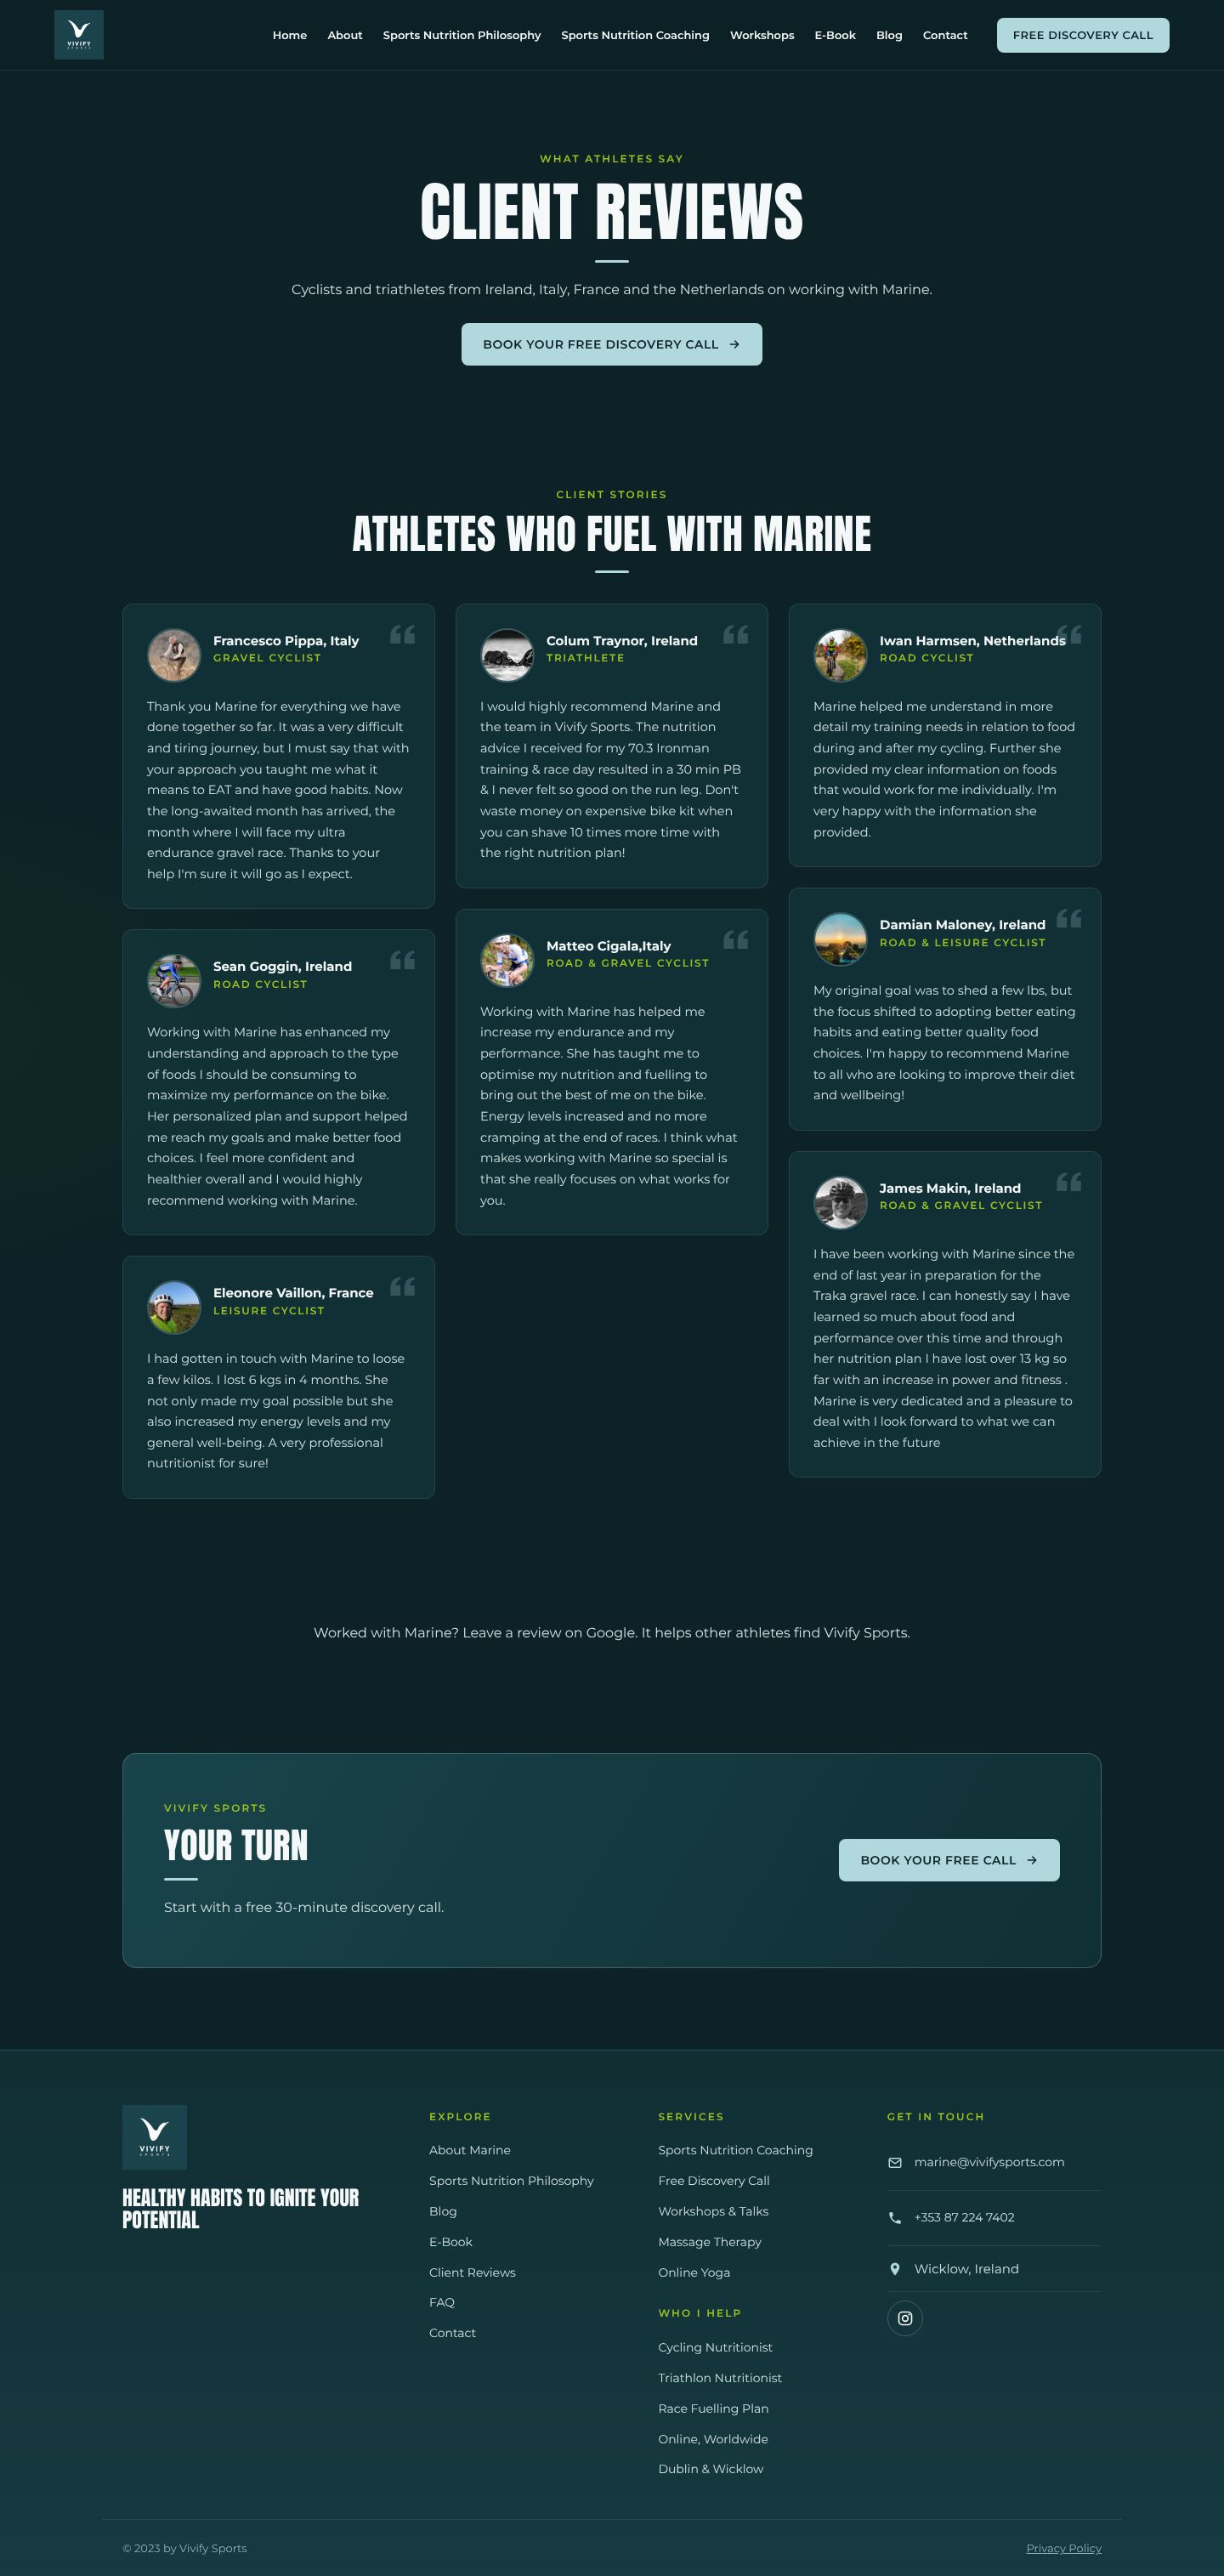 VIVIFY
SPORTS
Home About Sports Nutrition Philosophy Sports Nutrition Coaching Workshops E-Book Blog Contact FREE DISCOVERY CALL
WHAT ATHLETES SAY
CLIENT REVIEWS
Cyclists and triathletes from Ireland, Italy, France and the Netherlands on working with Marine.
BOOK YOUR FREE DISCOVERY CALL →
CLIENT STORIES
ATHLETES WHO FUEL WITH MARINE
Francesco Pippa, Italy
GRAVEL CYCLIST
Thank you Marine for everything we have
done together so far. It was a very difficult
and tiring journey, but I must say that with
your approach you taught me what it
means to EAT and have good habits. Now
the long-awaited month has arrived, the
month where I will face my ultra
endurance gravel race. Thanks to your
help I'm sure it will go as I expect.
Sean Goggin, Ireland
ROAD CYCLIST
Working with Marine has enhanced my
understanding and approach to the type
of foods I should be consuming to
maximize my performance on the bike.
Her personalized plan and support helped
me reach my goals and make better food
choices. I feel more confident and
healthier overall and I would highly
recommend working with Marine.
Eleonore Vaillon, France
LEISURE CYCLIST
I had gotten in touch with Marine to loose
a few kilos. I lost 6 kgs in 4 months. She
not only made my goal possible but she
also increased my energy levels and my
general well-being. A very professional
nutritionist for sure!
Colum Traynor, Ireland
TRIATHLETE
I would highly recommend Marine and
the team in Vivify Sports. The nutrition
advice I received for my 70.3 Ironman
training & race day resulted in a 30 min PB
& I never felt so good on the run leg. Don't
waste money on expensive bike kit when
you can shave 10 times more time with
the right nutrition plan!
Matteo Cigala,Italy
ROAD & GRAVEL CYCLIST
Working with Marine has helped me
increase my endurance and my
performance. She has taught me to
optimise my nutrition and fuelling to
bring out the best of me on the bike.
Energy levels increased and no more
cramping at the end of races. I think what
makes working with Marine so special is
that she really focuses on what works for
you.
Iwan Harmsen, Netherlands
ROAD CYCLIST
Marine helped me understand in more
detail my training needs in relation to food
during and after my cycling. Further she
provided my clear information on foods
that would work for me individually. I'm
very happy with the information she
provided.
Damian Maloney, Ireland
ROAD & LEISURE CYCLIST
My original goal was to shed a few lbs, but
the focus shifted to adopting better eating
habits and eating better quality food
choices. I'm happy to recommend Marine
to all who are looking to improve their diet
and wellbeing!
James Makin, Ireland
ROAD & GRAVEL CYCLIST
I have been working with Marine since the
end of last year in preparation for the
Traka gravel race. I can honestly say I have
learned so much about food and
performance over this time and through
her nutrition plan I have lost over 13 kg so
far with an increase in power and fitness .
Marine is very dedicated and a pleasure to
deal with I look forward to what we can
achieve in the future
Worked with Marine? Leave a review on Google. It helps other athletes find Vivify Sports.
VIVIFY SPORTS
YOUR TURN
Start with a free 30-minute discovery call.
BOOK YOUR FREE CALL →
VIVIFY
SPORTS
HEALTHY HABITS TO IGNITE YOUR
POTENTIAL
EXPLORE
About Marine
Sports Nutrition Philosophy
Blog
E-Book
Client Reviews
FAQ
Contact
SERVICES
Sports Nutrition Coaching
Free Discovery Call
Workshops & Talks
Massage Therapy
Online Yoga
WHO I HELP
Cycling Nutritionist
Triathlon Nutritionist
Race Fuelling Plan
Online, Worldwide
Dublin & Wicklow
GET IN TOUCH
marine@vivifysports.com
+353 87 224 7402
Wicklow, Ireland
© 2023 by Vivify Sports
Privacy Policy